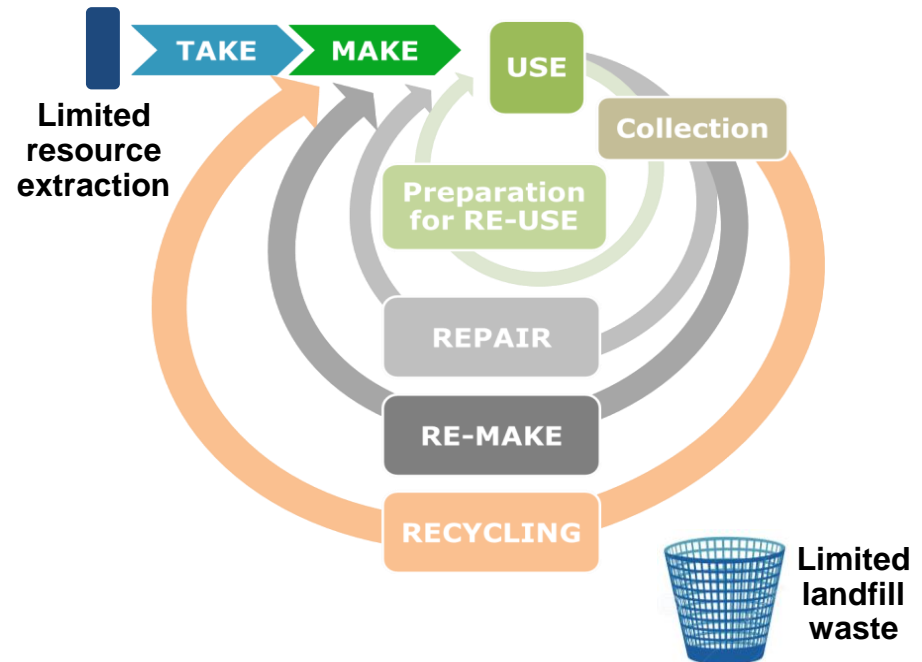 TAKE
MAKE
USE
Limited
resource
extraction
Collection
Preparation
for RE-USE
REPAIR
RE-MAKE
RECYCLING
Limited
landfill
waste